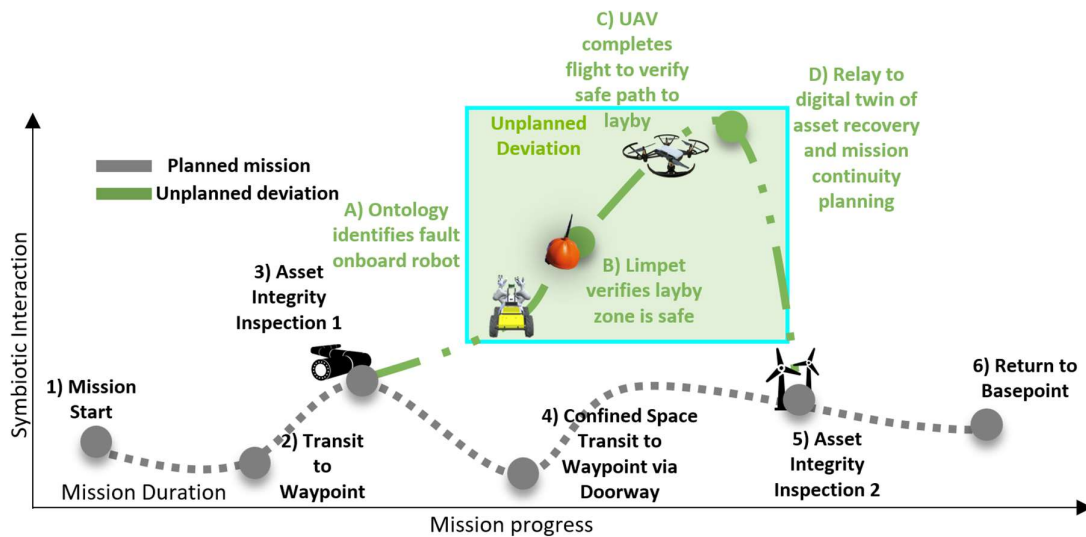 C) UAV
completes
flight to verify
safe path to
layby
D) Relay to
digital twin of
asset recovery
and mission
continuity
planning
Unplanned
Deviation
Planned mission
Unplanned deviation
A) Ontology
identifies fault
onboard robot
3) Asset
Integrity
Inspection 1
B) Limpet
verifies layby
zone is safe
Symbiotic Interaction
1) Mission
Start
2) Transit
to
Waypoint
4) Confined Space
Transit to
Waypoint via
Doorway
5) Asset
Integrity
Inspection 2
6) Return to
Basepoint
Mission Duration
Mission progress